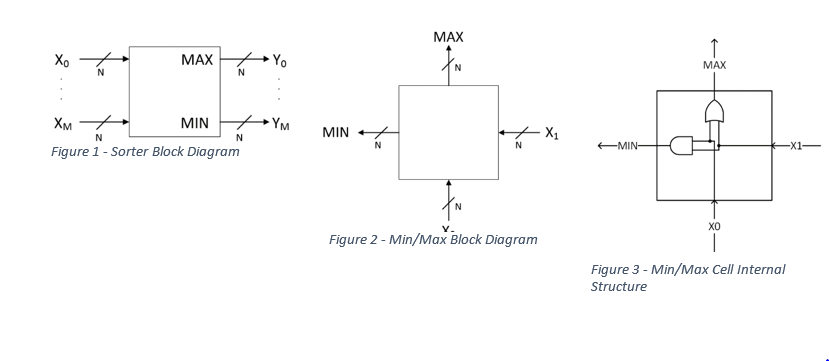 X0 N MAX N Y0
XM N MIN N YM
Figure 1 - Sorter Block Diagram
MAX
N
MIN N N X1
N
Figure 2 - Min/Max Block Diagram
MAX
MIN X1
X0
Figure 3 - Min/Max Cell Internal
Structure